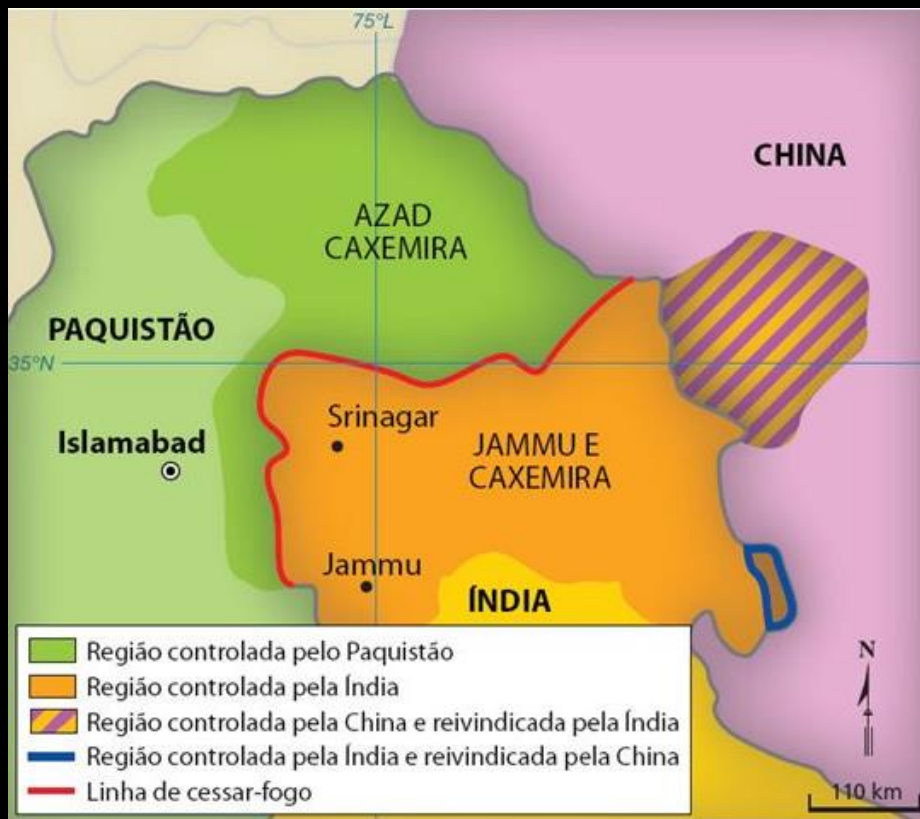 75°L
CHINA
AZAD
CAXEMIRA
PAQUISTÃO
35°N
Srinagar
Islamabad
JAMMU E
CAXEMIRA
Jammu
ÍNDIA
Região controlada pelo Paquistão
Região controlada pela Índia
Região controlada pela China e reivindicada pela Índia
Região controlada pela Índia e reivindicada pela China
Linha de cessar-fogo
N
110 km